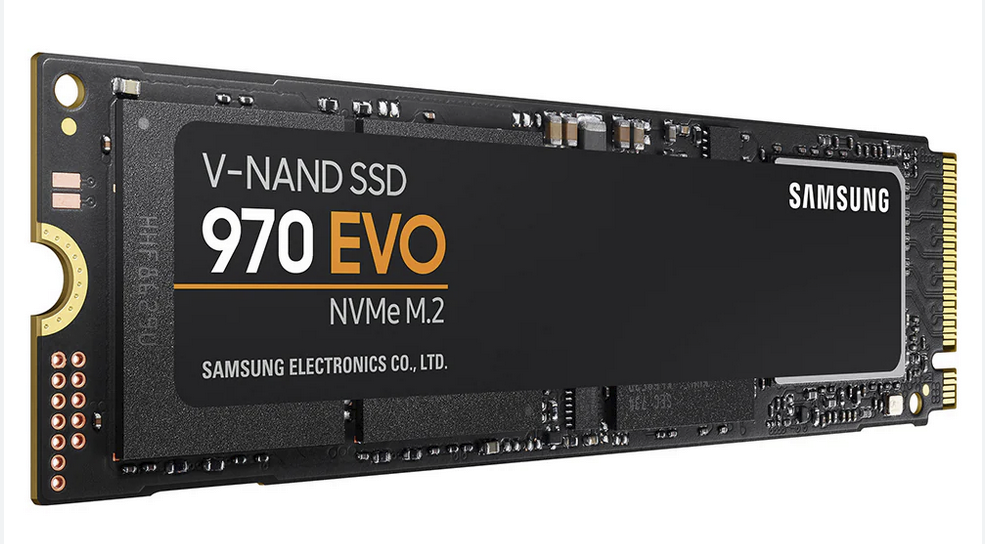 V-NAND SSD
970 EVO
NVMe M.2
SAMSUNG ELECTRONICS CO., LTD.
SAMSUNG